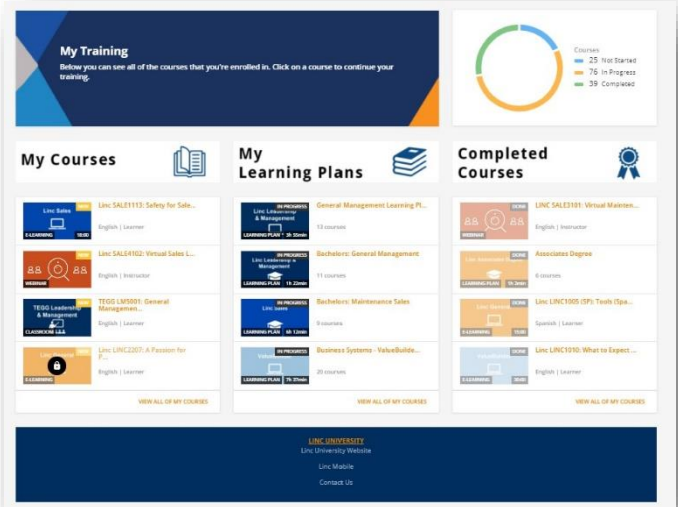 My Training
Below you can see all of the courses that you're enrolled in. Click on a course to continue your
training.
Courses
25 Not Started
76 In Progress
39 Completed
My Courses
NEW
Linc Sales
E-LEARNING
18:00
Linc SALE1113: Safety for Sale...
English | Learner
WEBINAR
Linc SALE4102: Virtual Sales L...
English | Instructor
TEGG Leadership
& Management
CLASSROOM
TEGG LM5001: General
Managemen...
English | Learner
E-LEARNING
Linc LINC2207: A Passion for
P...
English | Learner
VIEW ALL OF MY COURSES
My
Learning Plans
IN PROGRESS
Linc Leadership
& Management
LEARNING PLAN
3h 55min
General Management Learning Pl...
13 courses
IN PROGRESS
Linc Leadership &
Management
LEARNING PLAN
1h 22min
Bachelors: General Management
11 courses
IN PROGRESS
Linc Sales
LEARNING PLAN
6h 12min
Bachelors: Maintenance Sales
9 courses
IN PROGRESS
LEARNING PLAN
7h 27min
Business Systems - ValueBuilde...
20 courses
VIEW ALL OF MY COURSES
Completed
Courses
DONE
WEBINAR
LINC SALE3101: Virtual Mainten...
English | Instructor
DONE
LEARNING PLAN
Associates Degree
6 courses
DONE
E-LEARNING
Linc LINC1005 (SP): Tools (Spa...
Spanish | Learner
DONE
E-LEARNING
Linc LINC1010: What to Expect ...
English | Learner
VIEW ALL OF MY COURSES
LINC UNIVERSITY
Linc University Website
Linc Mobile
Contact Us